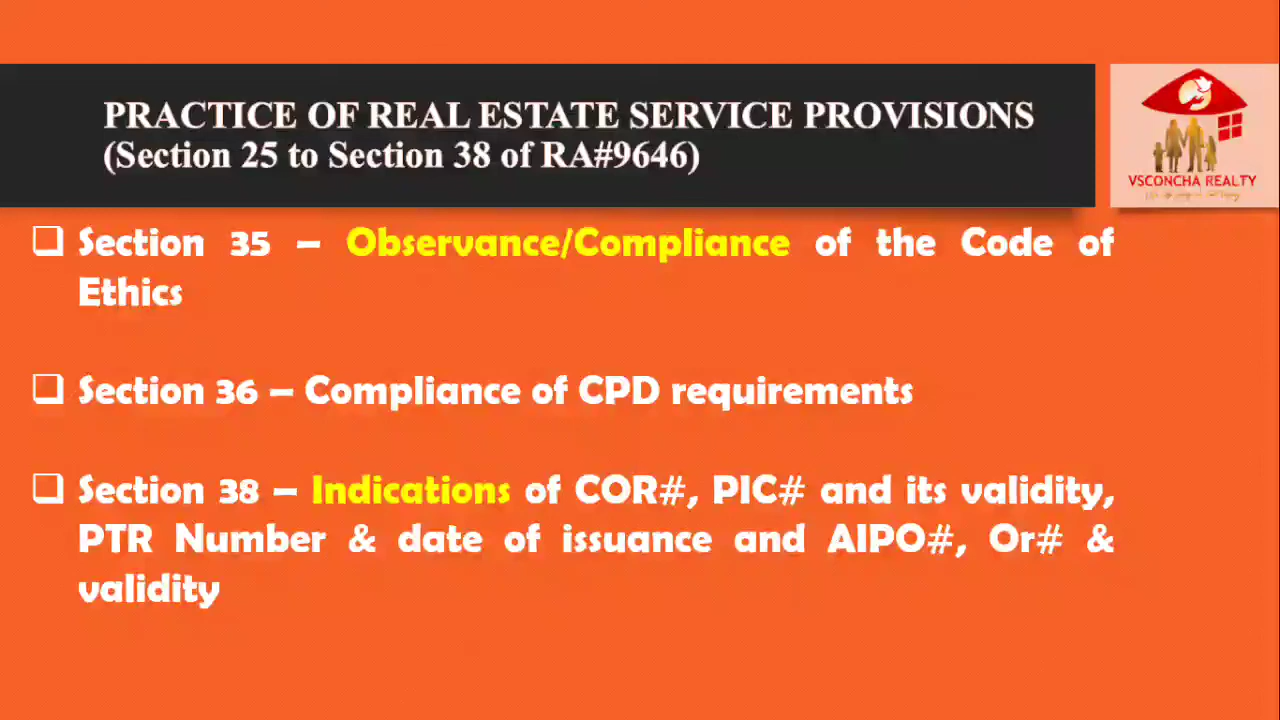 PRACTICE OF REAL ESTATE SERVICE PROVISIONS
(Section 25 to Section 38 of RA#9646)
VSCONCHA REALTY
Section 35 – Observance/Compliance of the Code of
Ethics
Section 36 – Compliance of CPD requirements
Section 38 – Indications of COR#, PIC# and its validity,
PTR Number & date of issuance and AIPO#, Or# &
validity